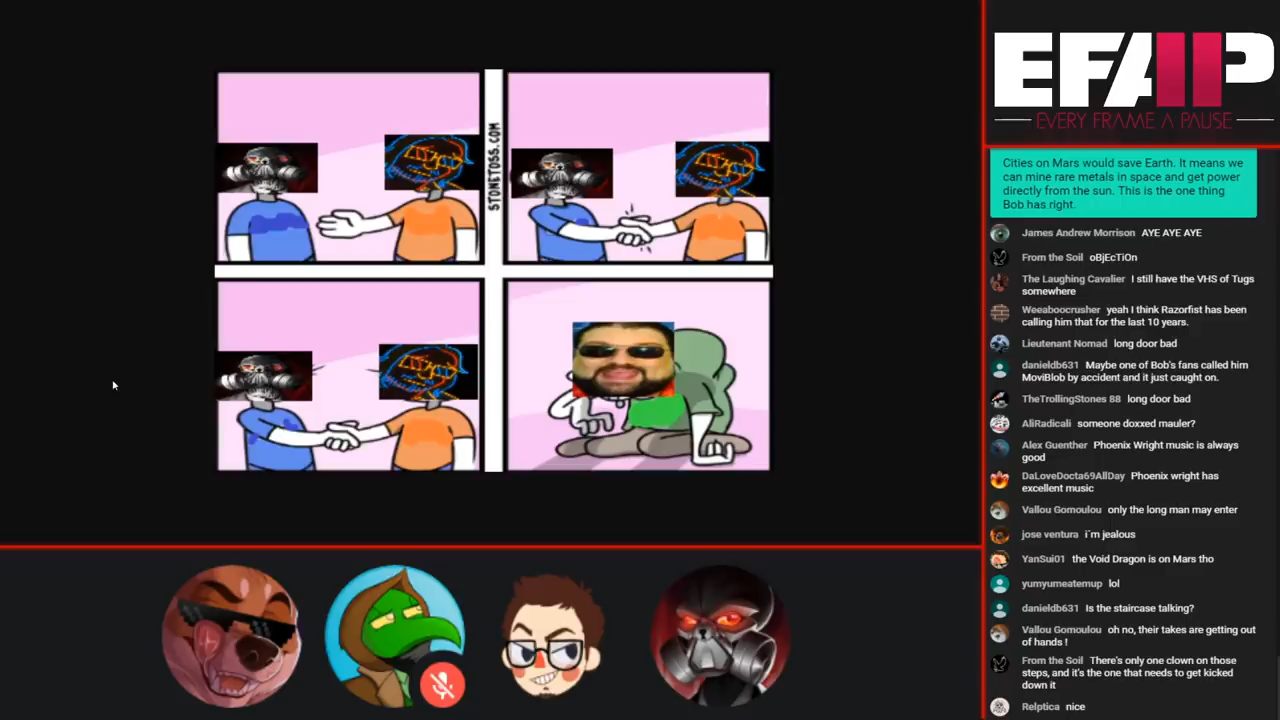 STONETOSS.COM
EFAP
EVERY FRAME A PAUSE
Cities on Mars would save Earth. It means we
can mine rare metals in space and get power
directly from the sun. This is the one thing
Bob has right.
James Andrew Morrison AYE AYE AYE
From the Soil oBjEcTiOn
The Laughing Cavalier I still have the VHS of Tugs
somewhere
Weeaboocrusher yeah I think Razorfist has been
calling him that for the last 10 years.
Lieutenant Nomad long door bad
danieldb631 Maybe one of Bob's fans called him
MoviBlob by accident and it just caught on.
TheTrollingStones 88 long door bad
AliRadicali someone doxxed mauler?
Alex Guenther Phoenix Wright music is always
good
DaLoveDocta69AllDay Phoenix wright has
excellent music
Vallou Gomoulou only the long man may enter
jose ventura i´m jealous
YanSui01 the Void Dragon is on Mars tho
yumyumeatemup lol
danieldb631 Is the staircase talking?
Vallou Gomoulou oh no, their takes are getting out
of hands !
From the Soil There's only one clown on those
steps, and it's the one that needs to get kicked
down it
Relptica nice